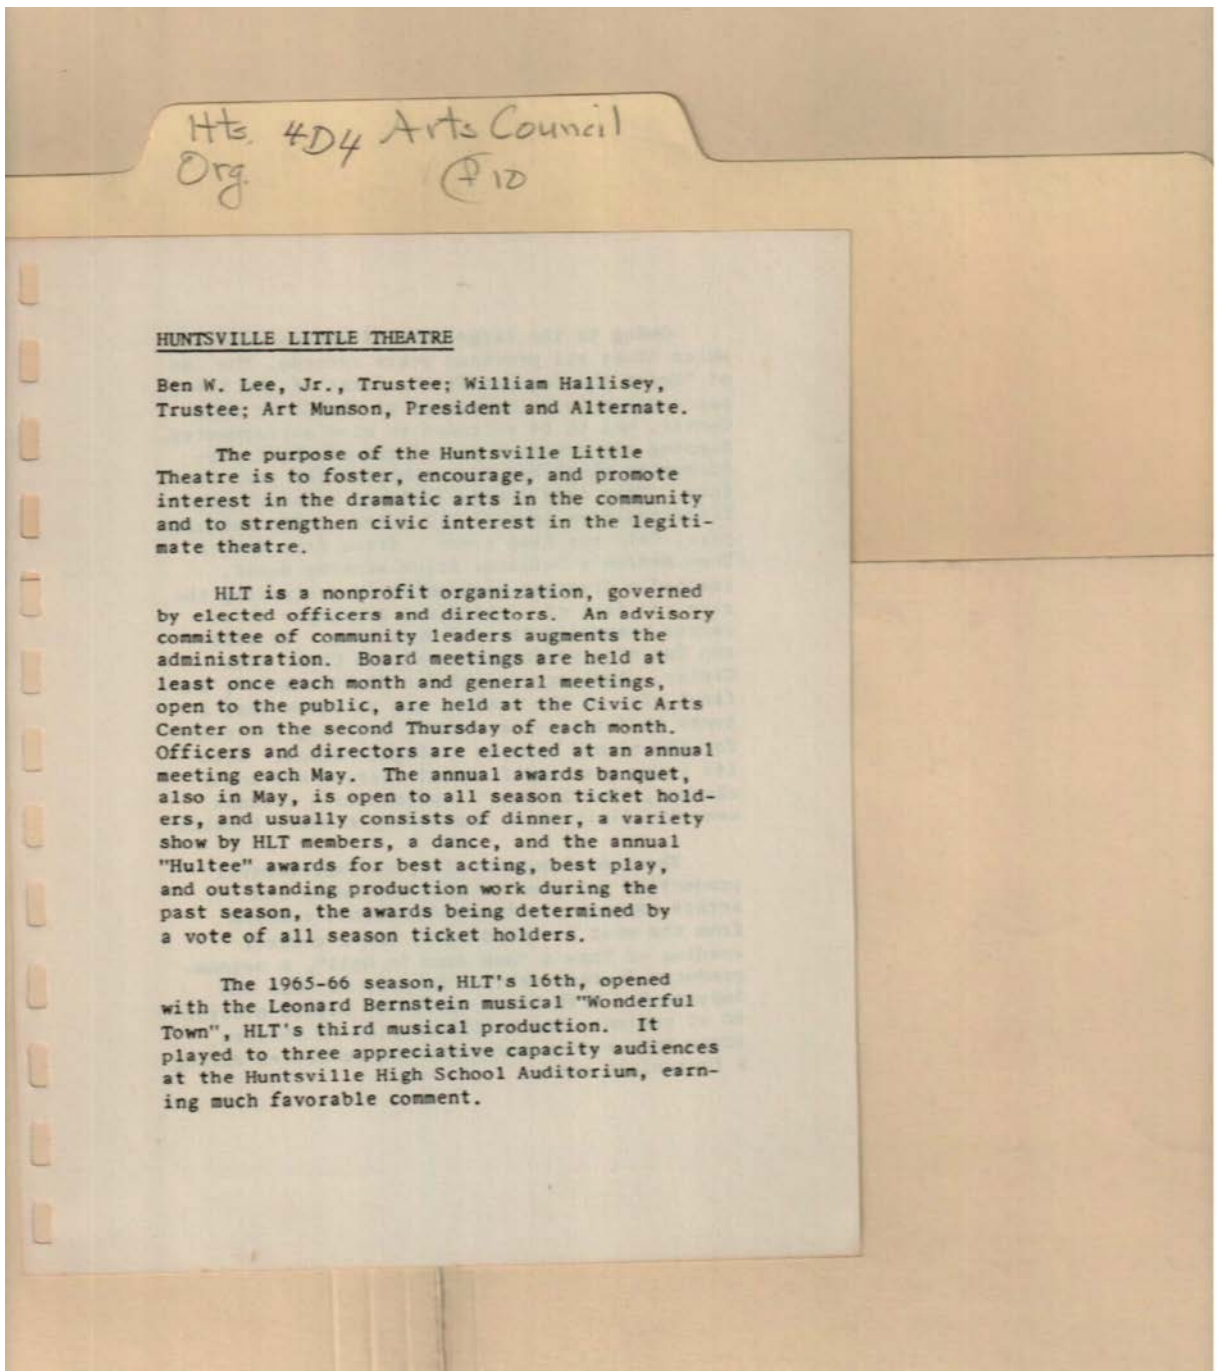 Hts. 4D4 Arts Council
Org. P 10
HUNTSVILLE LITTLE THEATRE
Ben W. Lee, Jr., Trustee; William Hallisey,
Trustee; Art Munson, President and Alternate.
The purpose of the Huntsville Little
Theatre is to foster, encourage, and promote
interest in the dramatic arts in the community
and to strengthen civic interest in the legiti-
mate theatre.
HLT is a nonprofit organization, governed
by elected officers and directors. An advisory
committee of community leaders augments the
administration. Board meetings are held at
least once each month and general meetings,
open to the public, are held at the Civic Arts
Center on the second Thursday of each month.
Officers and directors are elected at an annual
meeting each May. The annual awards banquet,
also in May, is open to all season ticket hold-
ers, and usually consists of dinner, a variety
show by HLT members, a dance, and the annual
"Hultee" awards for best acting, best play,
and outstanding production work during the
past season, the awards being determined by
a vote of all season ticket holders.
The 1965-66 season, HLT's 16th, opened
with the Leonard Bernstein musical "Wonderful
Town", HLT's third musical production. It
played to three appreciative capacity audiences
at the Huntsville High School Auditorium, earn-
ing much favorable comment.